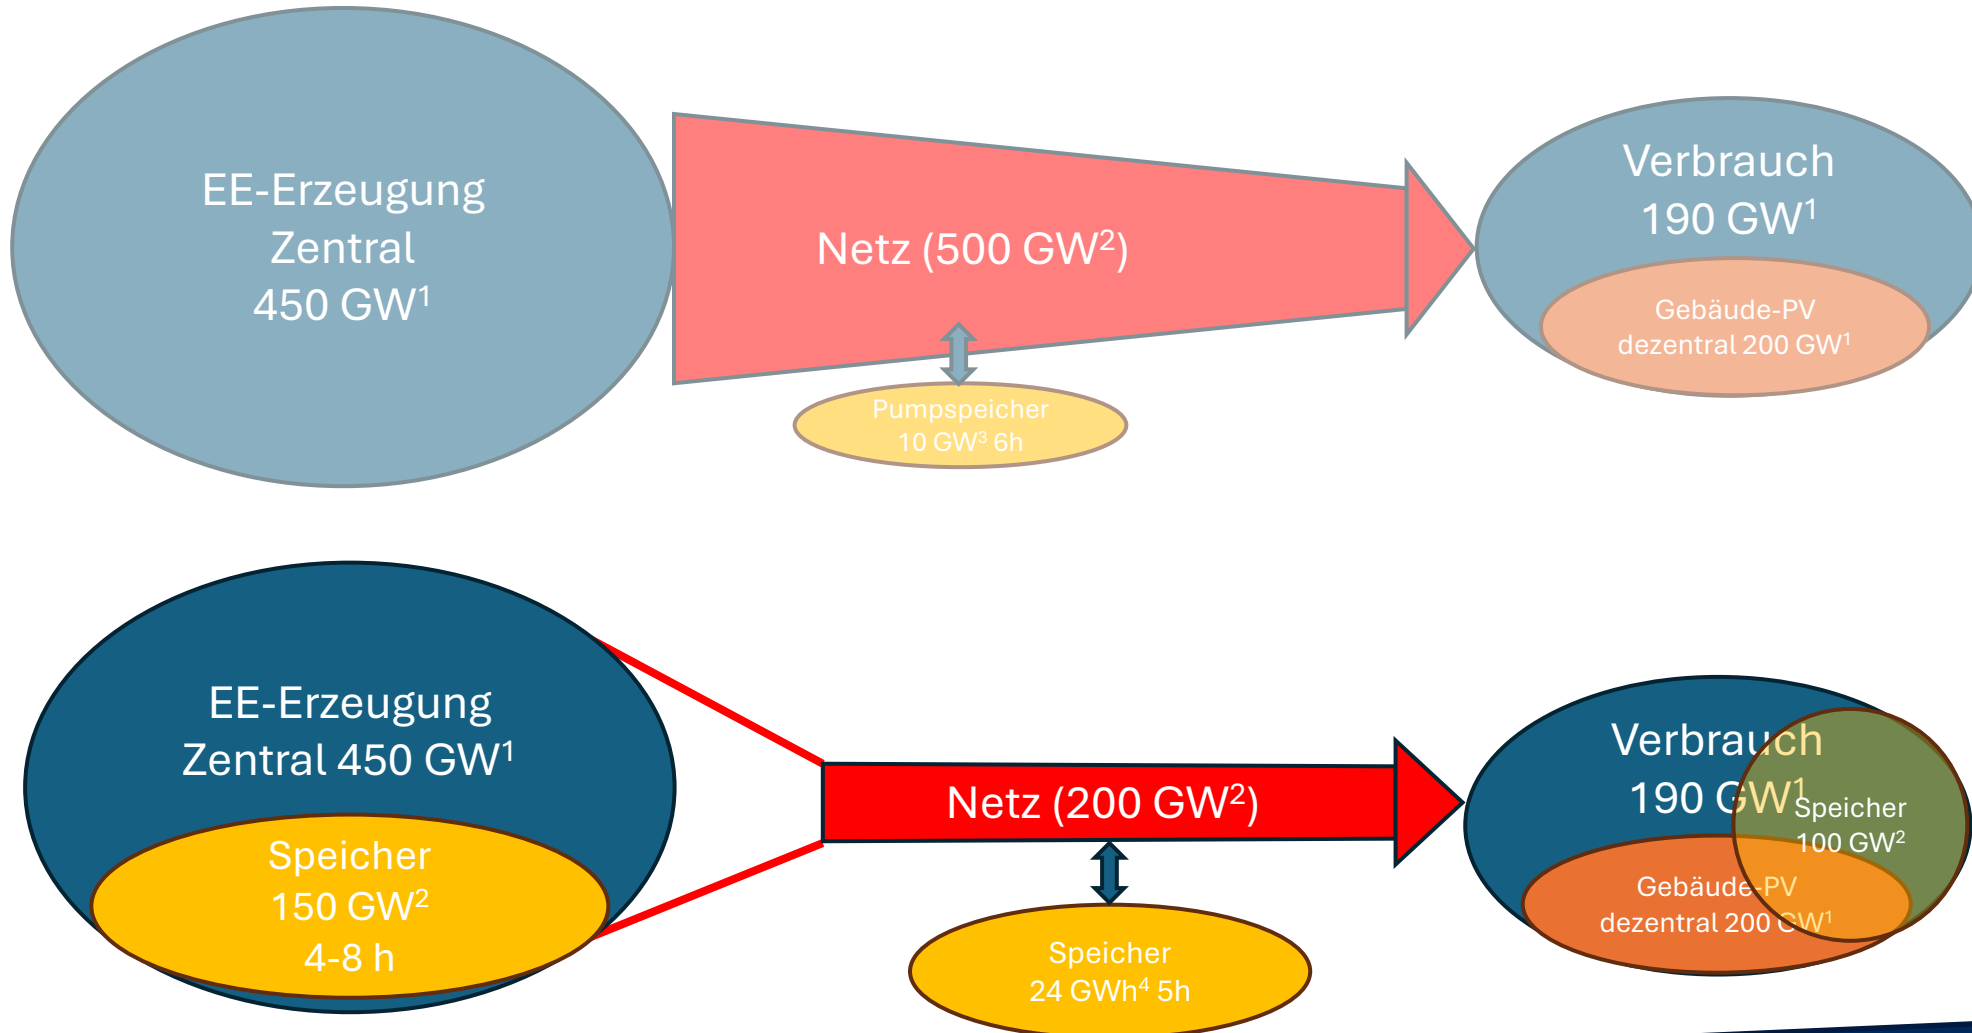 EE-Erzeugung
Zentral
450 GW¹
Netz (500 GW²)
Pumpspeicher
10 GW³ 6h
Verbrauch
190 GW¹
Gebäude-PV
dezentral 200 GW¹
EE-Erzeugung
Zentral 450 GW¹
Speicher
150 GW²
4-8 h
Netz (200 GW²)
Speicher
24 GWh⁴ 5h
Verbrauch
190 GW¹
Speicher
100 GW²
Gebäude-PV
dezentral 200 GW¹